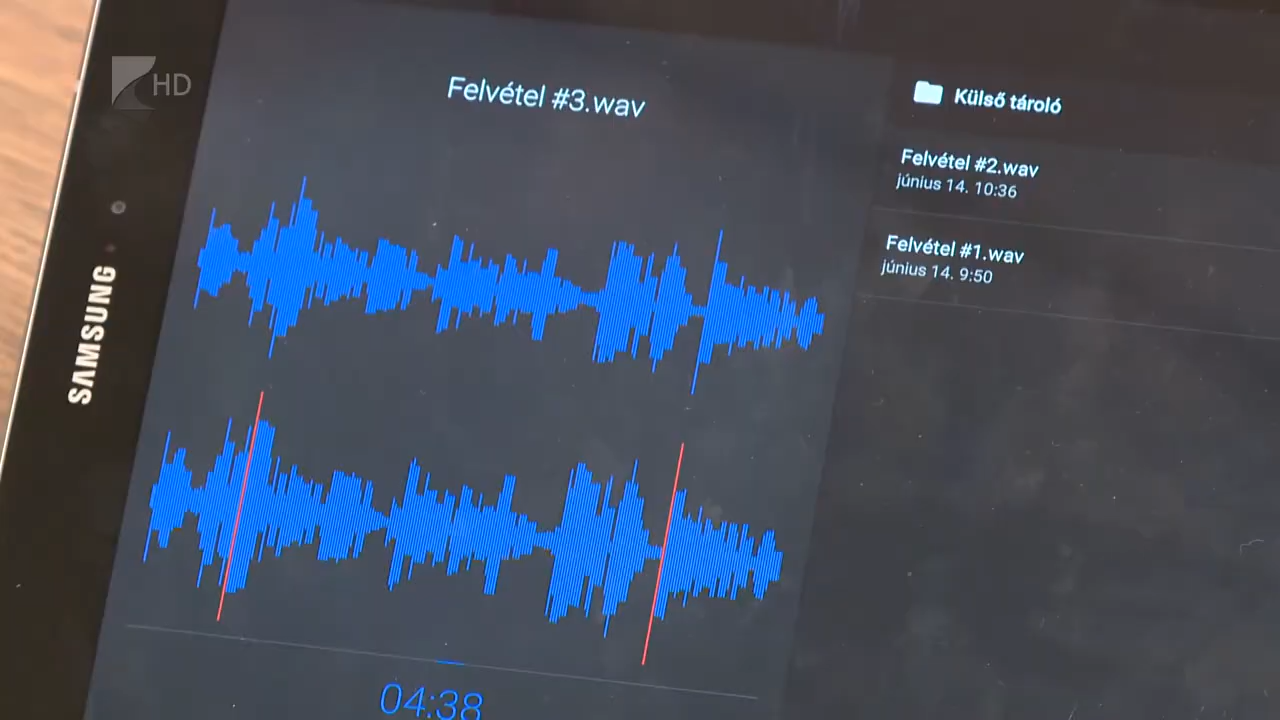 HD
SAMSUNG
Felvétel #3.wav
04:38
Külső tároló
Felvétel #2.wav
június 14. 10:36
Felvétel #1.wav
június 14. 9:50